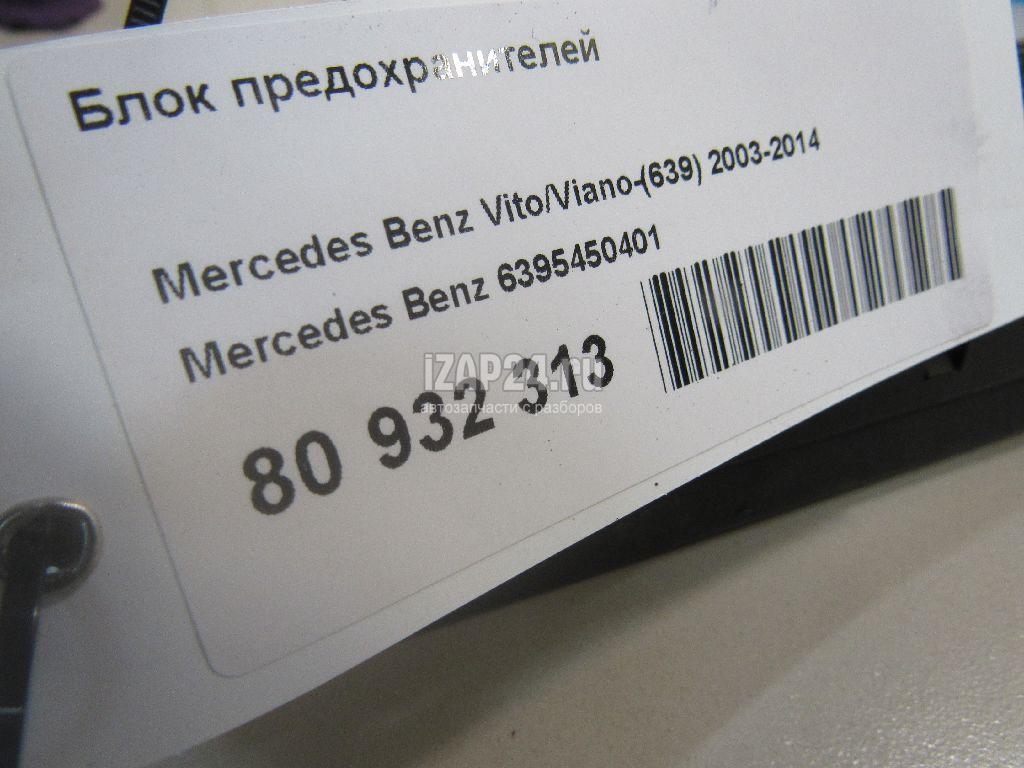 Блок предохранителей
Mercedes Benz Vito/Viano-(639) 2003-2014
Mercedes Benz 6395450401
80 932 313
iZAP24.ru
автозапчасти с разборов